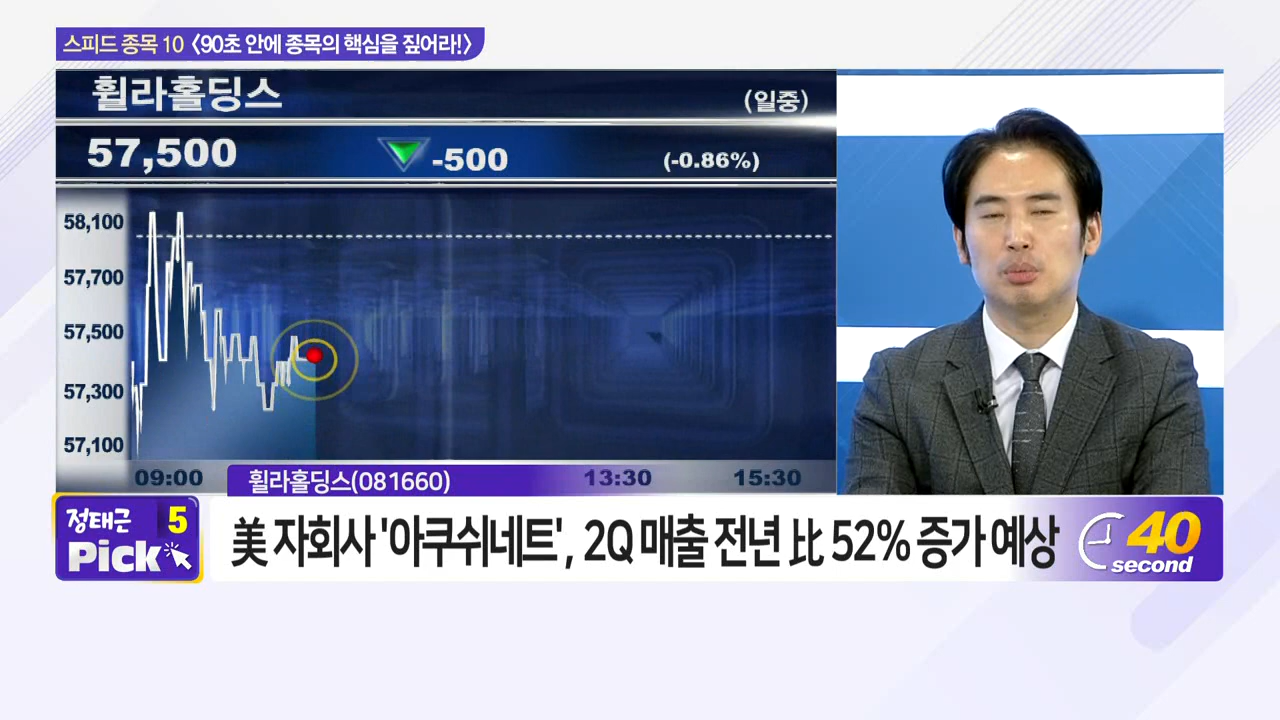 스피드 종목 10 〈90초 안에 종목의 핵심을 짚어라!〉
휠라홀딩스
(일중)
57,500 -500 (-0.86%)
58,100
57,700
57,500
57,300
57,100
09:00 13:30 15:30
휠라홀딩스(081660)
정태근 5
Pick
美 자회사 '아쿠쉬네트', 2Q 매출 전년 比 52% 증가 예상
40
second